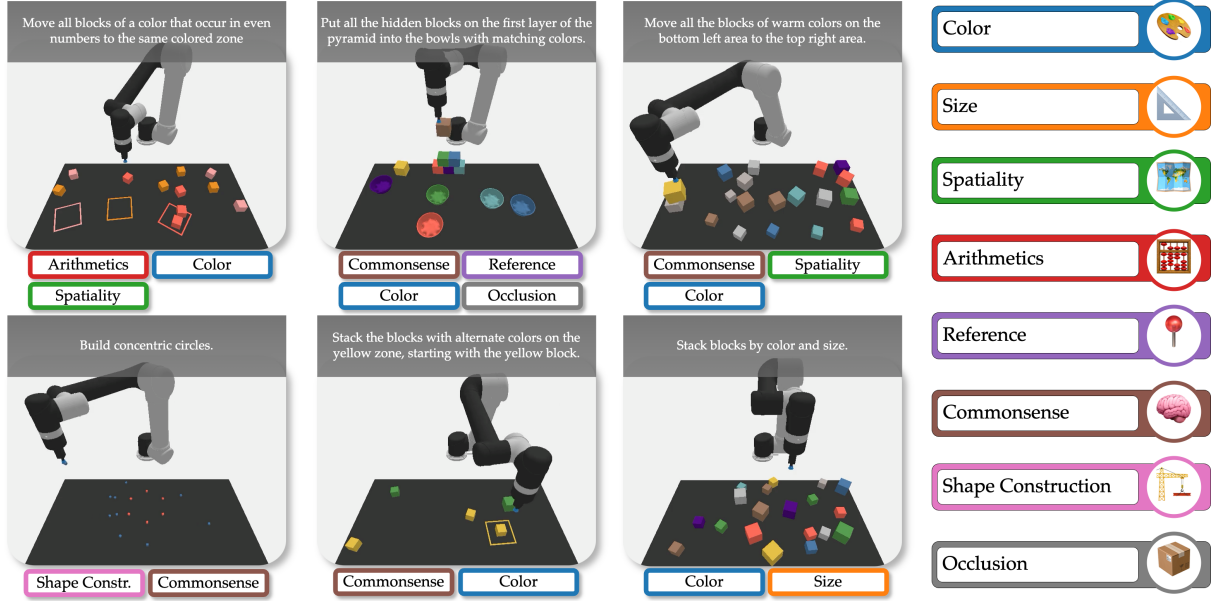 Move all blocks of a color that occur in even
numbers to the same colored zone
Put all the hidden blocks on the first layer of the
pyramid into the bowls with matching colors.
Move all the blocks of warm colors on the
bottom left area to the top right area.
Arithmetics
Color
Spatiality
Commonsense
Reference
Color
Occlusion
Commonsense
Spatiality
Color
Build concentric circles.
Stack the blocks with alternate colors on the
yellow zone, starting with the yellow block.
Stack blocks by color and size.
Shape Constr.
Commonsense
Commonsense
Color
Color
Size
Color
Size
Spatiality
Arithmetics
Reference
Commonsense
Shape Construction
Occlusion